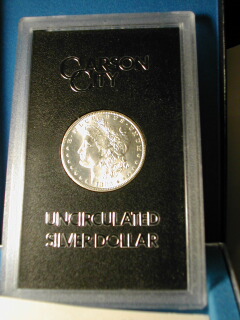 CARSON
CITY
UNCIRCULATED
SILVER DOLLAR